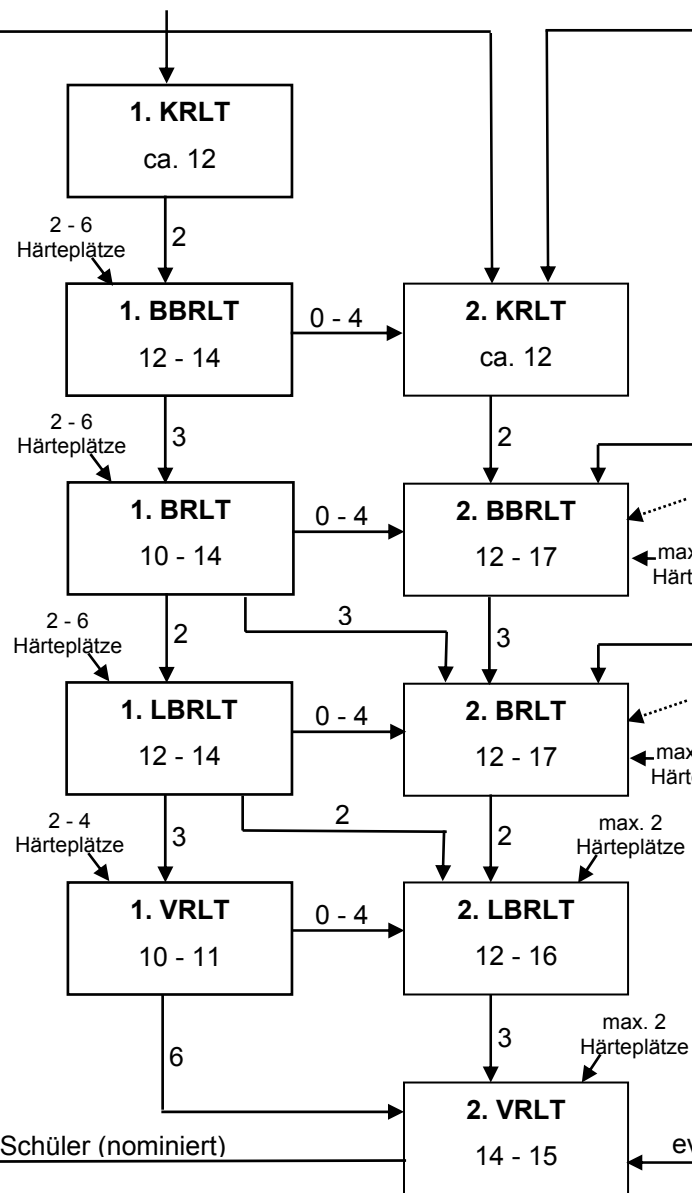 1. KRLT
ca. 12
2 - 6
Härteplätze
2
1. BBRLT
12 - 14
0 - 4
2. KRLT
ca. 12
2 - 6
Härteplätze
3
2
1. BRLT
10 - 14
0 - 4
2. BBRLT
12 - 17
max
Härt
2 - 6
Härteplätze
2
3
3
1. LBRLT
12 - 14
0 - 4
2. BRLT
12 - 17
max
Härt
2 - 4
Härteplätze
3
2
2
max. 2
Härteplätze
1. VRLT
10 - 11
0 - 4
2. LBRLT
12 - 16
6
3
max. 2
Härteplätze
2. VRLT
14 - 15
Schüler (nominiert)
ev